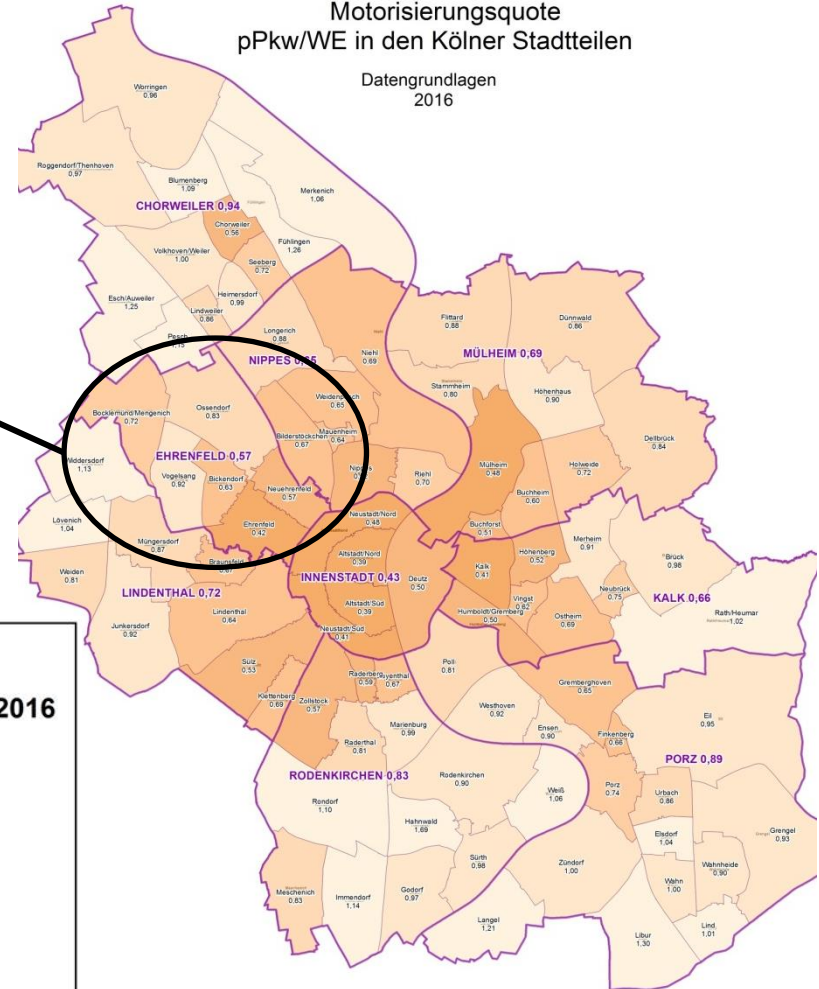 Motorisierungsquote
pPkw/WE in den Kölner Stadtteilen
Datengrundlagen
2016
Worringen
0,96
Roggendorf/Thenhoven
0,97
Blumenberg
1,09
Merkenich
1,06
CHORWEILER 0,94
Chorweiler
0,56
Fühlingen
1,26
Volkhoven/Weiler
1,00
Seeberg
0,72
Esch/Auweiler
1,25
Heimersdorf
0,99
Lindweiler
0,86
Pesch
Longerich
0,88
Niehl
0,69
NIPPES 0,65
Flittard
0,88
Dünnwald
0,86
MÜLHEIM 0,69
Stammheim
0,80
Höhenhaus
0,90
Dellbrück
0,84
Weidenpesch
0,65
Bocklemünd/Mengenich
0,72
Ossendorf
0,83
Mauenheim
0,64
Bilderstöckchen
0,67
Widdersdorf
1,13
EHRENFELD 0,57
Vogelsang
0,92
Bickendorf
0,63
Nippes
Riehl
0,70
Mülheim
0,48
Holweide
0,72
Buchheim
0,60
Neuehrenfeld
0,57
Lövenich
1,04
Ehrenfeld
0,42
Neustadt/Nord
0,48
Buchforst
0,51
Müngersdorf
0,87
Braunsfeld
Altstadt/Nord
0,39
Merheim
0,91
Brück
0,98
Höhenberg
0,52
Kalk
0,41
Weiden
0,81
INNENSTADT 0,43
Deutz
0,50
Neubrück
0,75
KALK 0,66
LINDENTHAL 0,72
Lindenthal
0,64
Altstadt/Süd
0,39
Vingst
0,62
Humboldt/Gremberg
0,50
Ostheim
0,69
Rath/Heumar
1,02
Junkersdorf
0,92
Neustadt/Süd
0,41
Sülz
0,53
Klettenberg
0,69
Zollstock
0,57
Raderberg
0,59
Bayenthal
0,67
Poll
0,81
Gremberghoven
0,65
2016
Westhoven
0,92
Marienburg
0,99
Ensen
0,90
Eil
0,95
Finkenberg
0,66
Raderthal
0,81
PORZ 0,89
RODENKIRCHEN 0,83
Rodenkirchen
0,90
Porz
0,74
Urbach
0,86
Weiß
1,06
Rondorf
1,10
Hahnwald
1,69
Elsdorf
1,04
Grengel
0,93
Sürth
0,98
Zündorf
1,00
Wahnheide
0,90
Wahn
1,00
Meschenich
0,83
Immendorf
1,14
Godorf
0,97
Langel
1,21
Libur
1,30
Lind
1,01